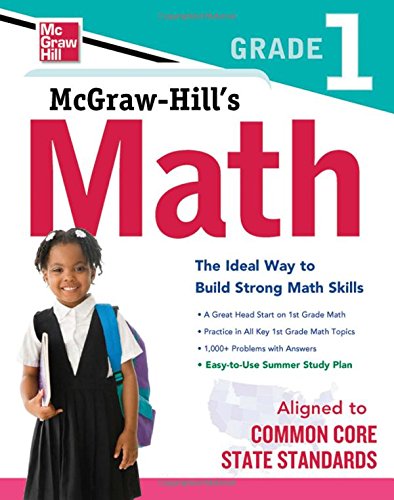 Mc
Graw
Hill
GRADE 1
McGraw-Hill's
Math
The Ideal Way to
Build Strong Math Skills
• A Great Head Start on 1st Grade Math
• Practice in All Key 1st Grade Math Topics
• 1,000+ Problems with Answers
• Easy-to-Use Summer Study Plan
Aligned to
COMMON CORE
STATE STANDARDS